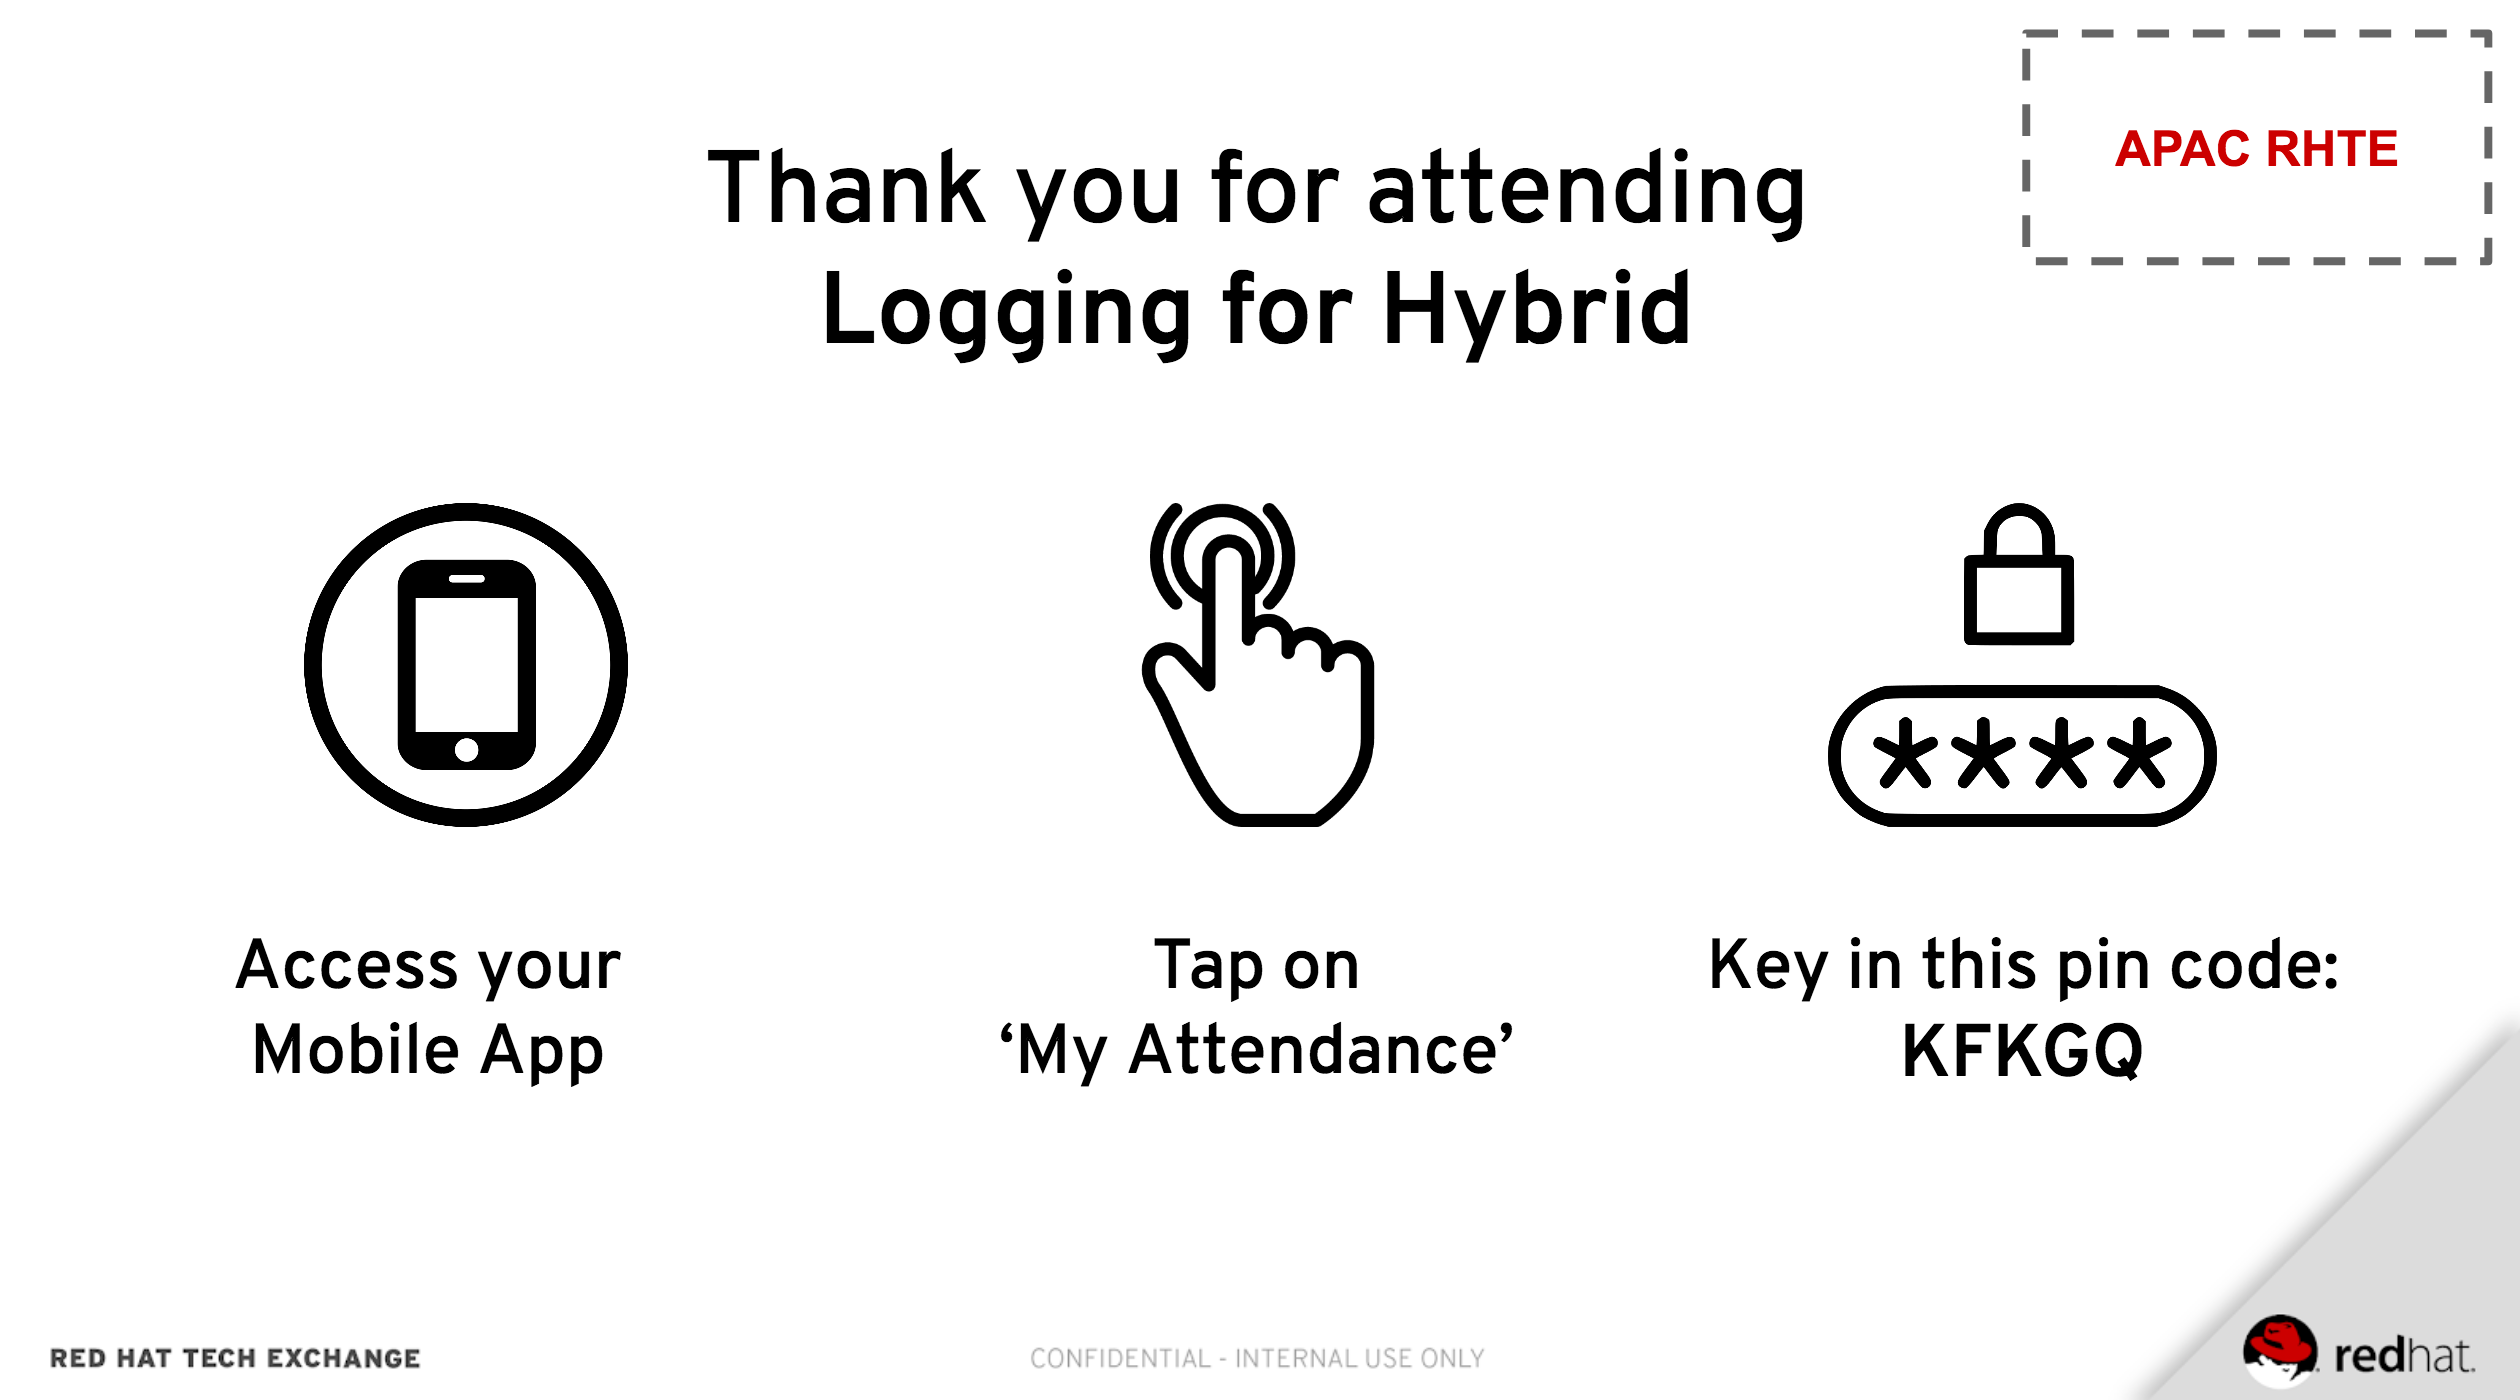 APAC RHTE
Thank you for attending
Logging for Hybrid
****
Access your
Mobile App
Tap on
‘My Attendance’
Key in this pin code:
KFKGQ
RED HAT TECH EXCHANGE
CONFIDENTIAL - INTERNAL USE ONLY
redhat.